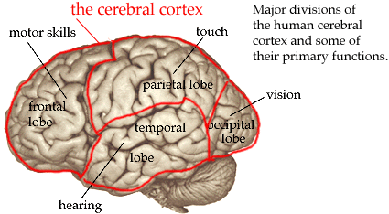 the cerebral cortex
Major divisions of
the human cerebral
cortex and some of
their primary functions.
motor skills
touch
parietal lobe
frontal
lobe
vision
temporal
lobe
occipital
lobe
hearing